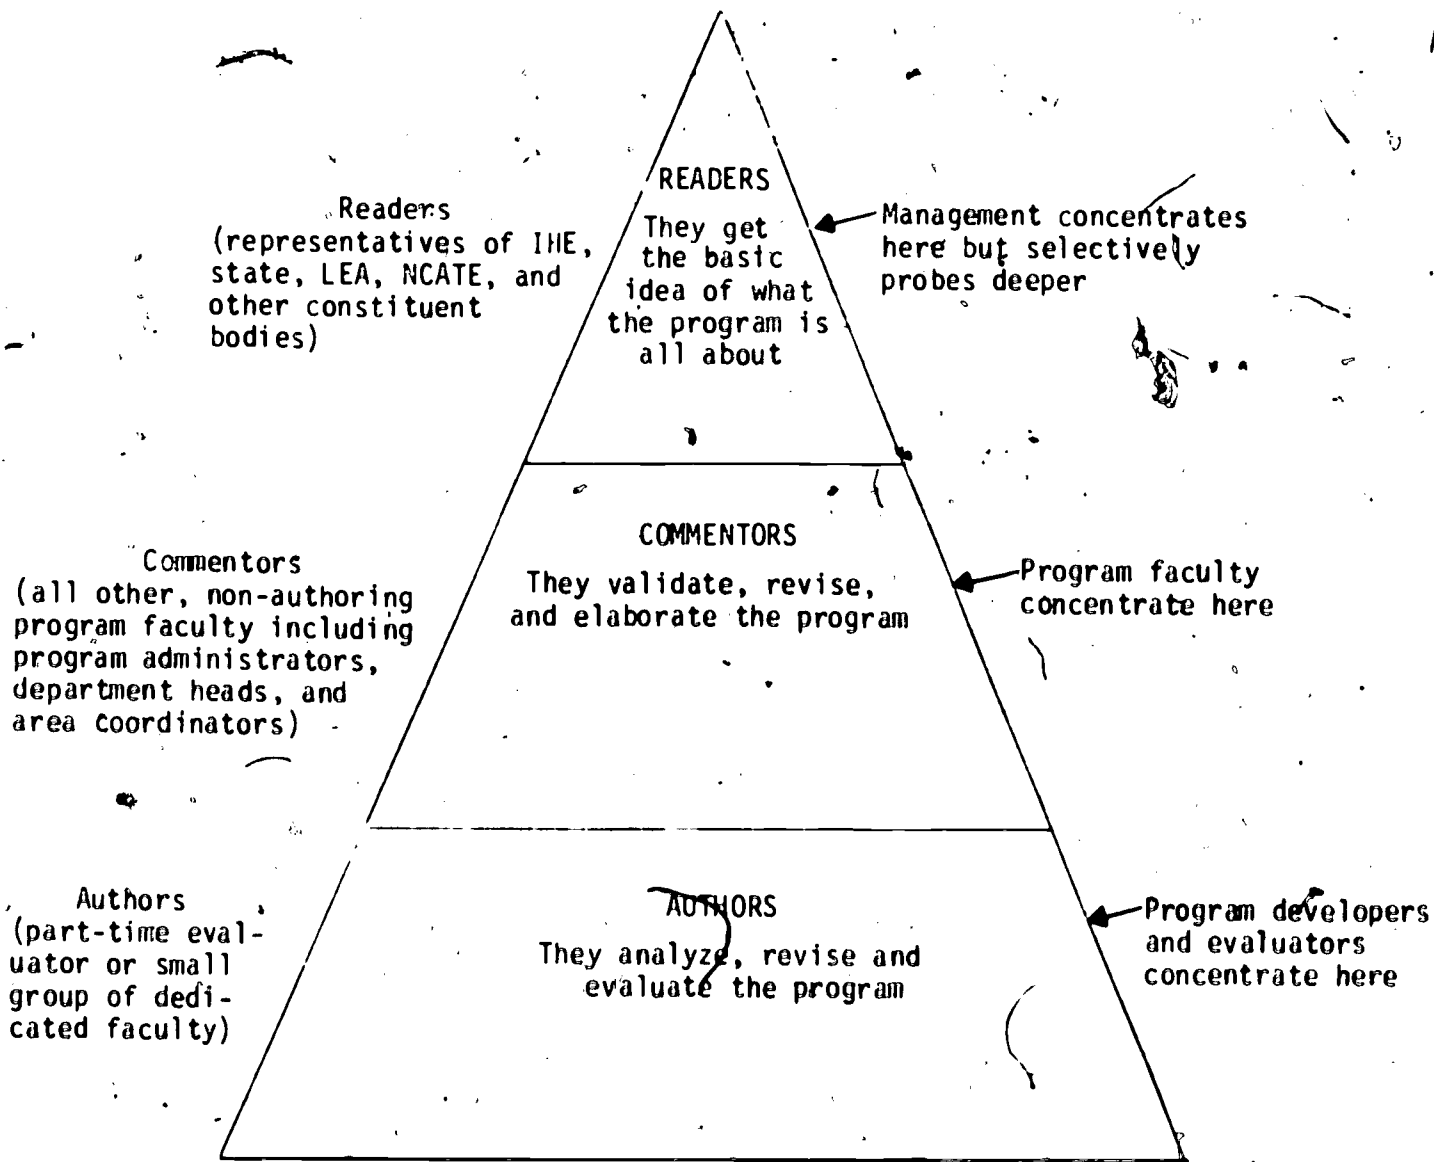 READERS
They get
the basic
idea of what
the program is
all about
Readers
(representatives of IHE,
state, LEA, NCATE, and
other constituent
bodies)
Management concentrates
here but selectively
probes deeper
COMMENTORS
They validate, revise,
and elaborate the program
Commentors
(all other, non-authoring
program faculty including
program administrators,
department heads, and
area coordinators)
Program faculty
concentrate here
AUTHORS
They analyze, revise and
evaluate the program
Authors
(part-time eval-
uator or small
group of dedi-
cated faculty)
Program developers
and evaluators
concentrate here